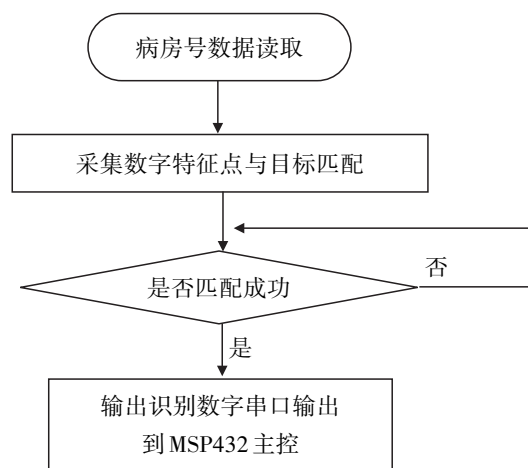 病房号数据读取
采集数字特征点与目标匹配
是否匹配成功
否
是
输出识别数字串口输出
到MSP432主控